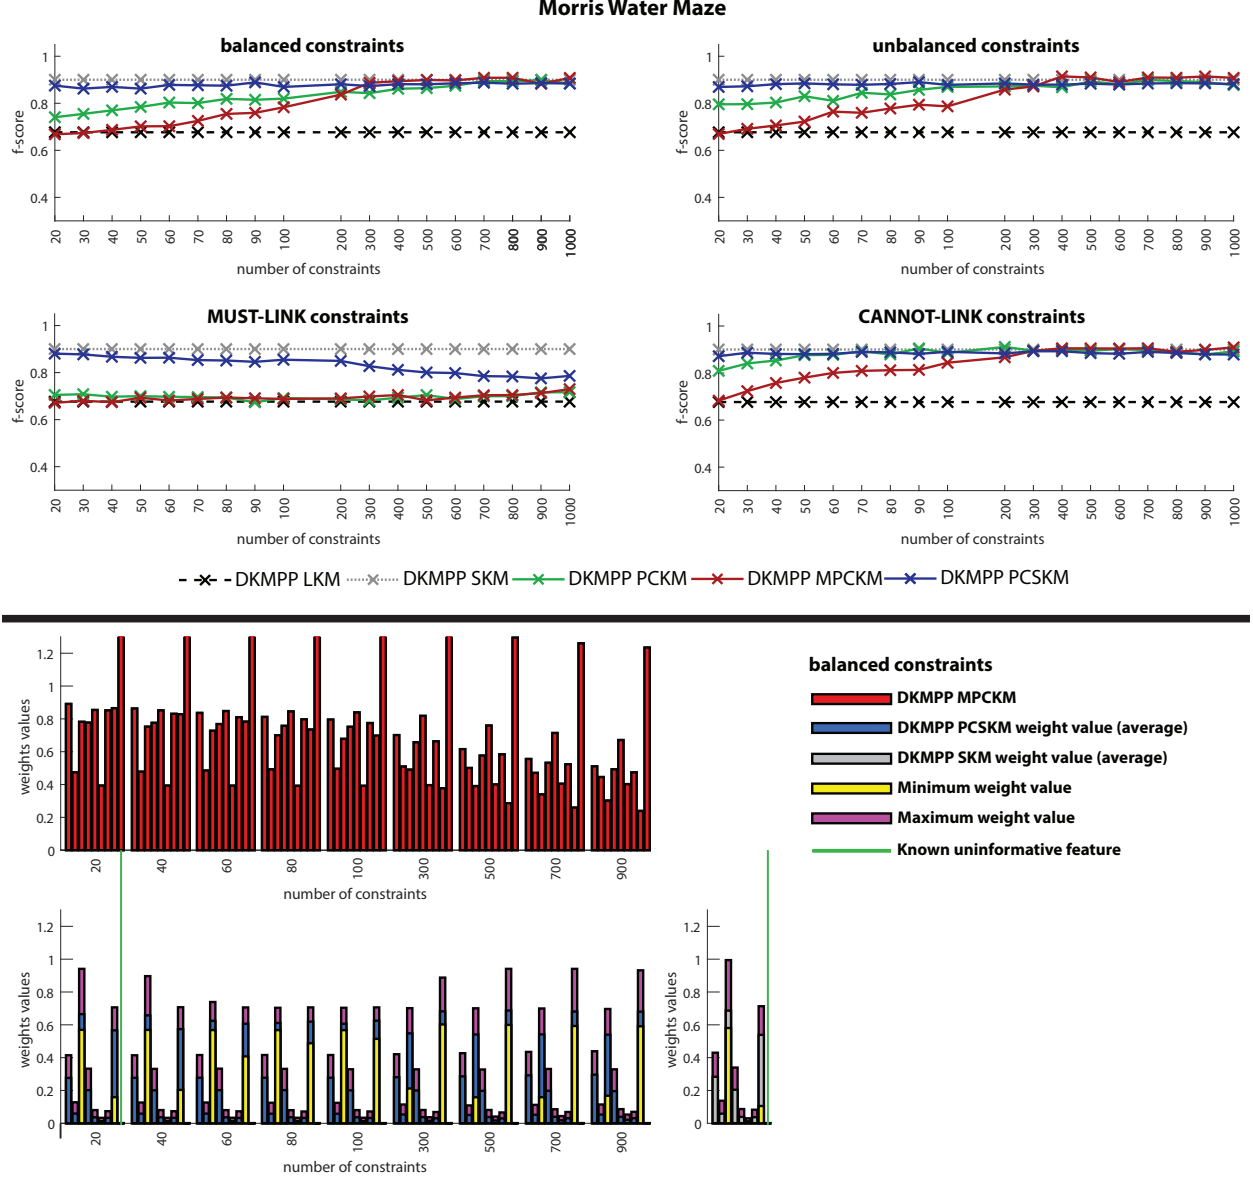 Morris Water Maze
balanced constraints
1
0.8
0.6
0.4
f-score
20 30 40 50 60 70 80 90 100 200 300 400 500 600 700 800 900 1000
number of constraints
unbalanced constraints
1
0.8
0.6
0.4
f-score
20 30 40 50 60 70 80 90 100 200 300 400 500 600 700 800 900 1000
number of constraints
MUST-LINK constraints
1
0.8
0.6
0.4
f-score
20 30 40 50 60 70 80 90 100 200 300 400 500 600 700 800 900 1000
number of constraints
CANNOT-LINK constraints
1
0.8
0.6
0.4
f-score
20 30 40 50 60 70 80 90 100 200 300 400 500 600 700 800 900 1000
number of constraints
DKMPP LKM DKMPP SKM DKMPP PCKM DKMPP MPCKM DKMPP PCSKM
1.2
1
0.8
0.6
0.4
0.2
0
weights values
20 40 60 80 100 300 500 700 900
number of constraints
balanced constraints
DKMPP MPCKM
DKMPP PCSKM weight value (average)
DKMPP SKM weight value (average)
Minimum weight value
Maximum weight value
Known uninformative feature
1.2
1
0.8
0.6
0.4
0.2
0
weights values
20 40 60 80 100 300 500 700 900
number of constraints
1.2
1
0.8
0.6
0.4
0.2
0
weights values